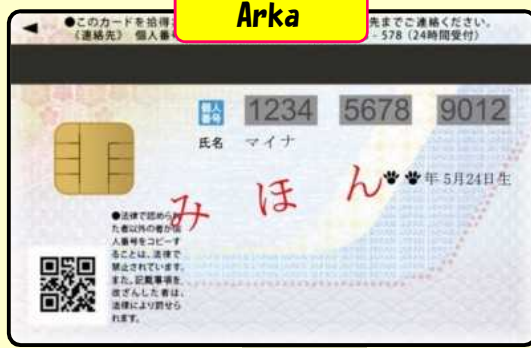 Arka
●このカードを拾得
先までご連絡ください。
《連絡先》 個人番
- 578（24時間受付）
個人番号 1234 5678 9012
氏名 マイナ
みほん
年 5月24日生
●法律で認められ
た者以外の者が個
人番号をコピーす
ることは、法律で
禁止されています。
また、記載事項を
改ざんした者は、
法律により罰せら
れます。